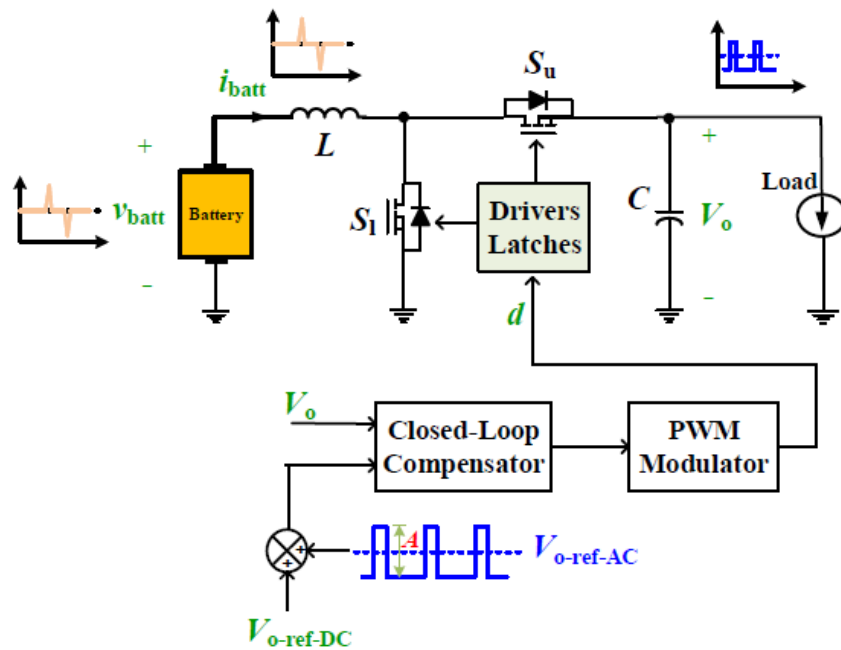 i_batt
S_u
L
+
v_batt
-
Battery
S_l
Drivers
Latches
C
+
V_o
-
Load
d
V_o
Closed-Loop
Compensator
PWM
Modulator
+
+
A
V_o-ref-AC
V_o-ref-DC